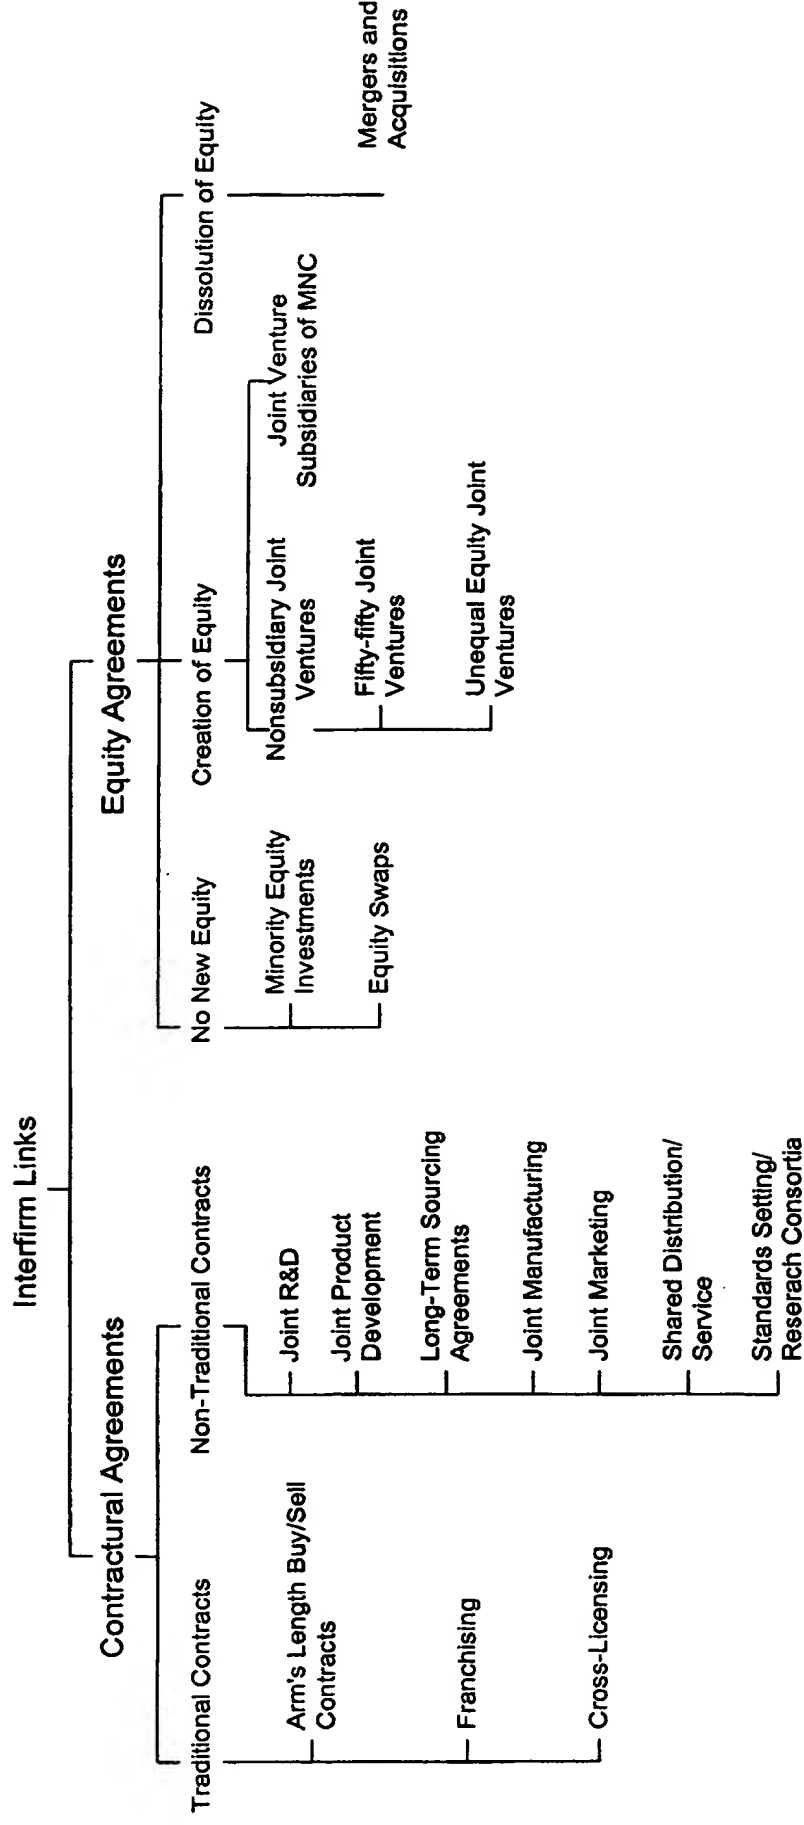 Interfirm Links
Contractural Agreements
Equity Agreements
Traditional Contracts
Non-Traditional Contracts
No New Equity
Creation of Equity
Dissolution of Equity
Arm's Length Buy/Sell
Contracts
Franchising
Cross-Licensing
Joint R&D
Joint Product
Development
Long-Term Sourcing
Agreements
Joint Manufacturing
Joint Marketing
Shared Distribution/
Service
Standards Setting/
Reserach Consortia
Minority Equity
Investments
Equity Swaps
Nonsubsidiary Joint
Ventures
Fifty-fifty Joint
Ventures
Unequal Equity Joint
Ventures
Joint Venture
Subsidiaries of MNC
Mergers and
Acquisitions